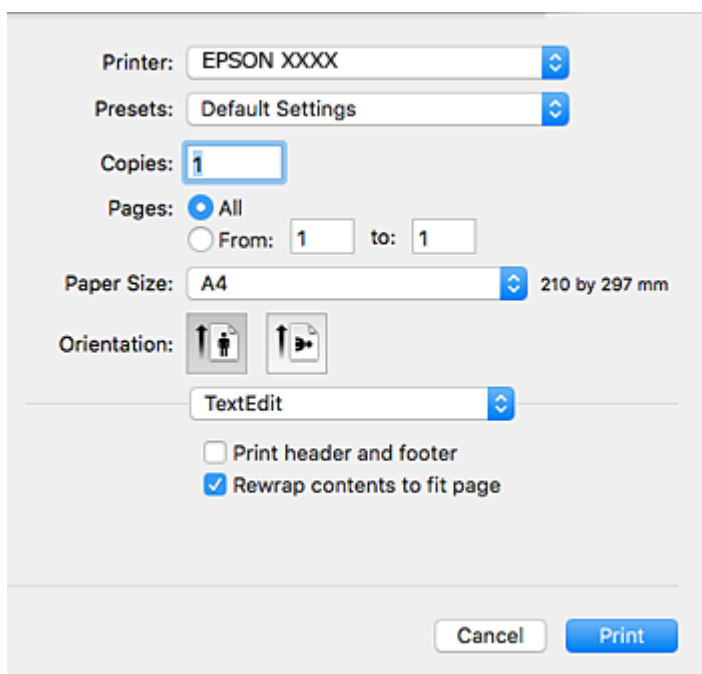 Printer: EPSON XXXX
Presets: Default Settings
Copies: 1
Pages: All
From: 1 to: 1
Paper Size: A4 210 by 297 mm
Orientation:
TextEdit
Print header and footer
Rewrap contents to fit page
Cancel Print